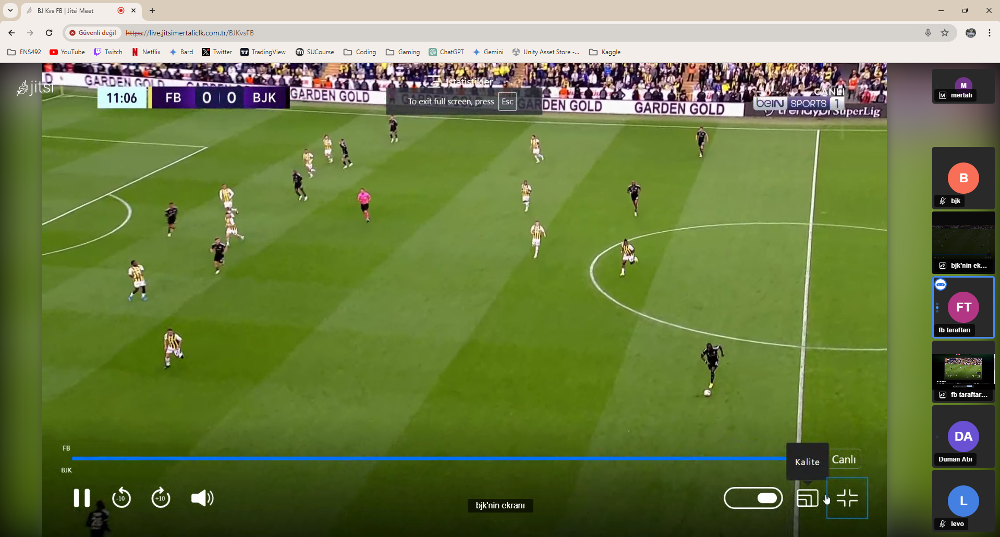 BJ Kvs FB | Jitsi Meet
Güvenli değil
https://live.jitsimertaliclk.com.tr/BJKvsFB
ENS492
YouTube
Twitch
Netflix
Bard
Twitter
TradingView
SUCourse
Coding
Gaming
ChatGPT
Gemini
Unity Asset Store -...
Kaggle
jitsi
GARDEN GOLD
İstatistikler
11:06 FB 0 0 BJK
GARDEN GOLD
To exit full screen, press Esc
GARDEN GOLD
GARDEN GOLD
CANLI
beIN SPORTS 1
trendyol SüperLig
M
M mertali
B
bjk
bjk'nin ek...
FT
fb taraftarı
fb taraftar...
DA
Duman Abi
L
levo
FB
BJK
Kalite
Canlı
-10
+10
bjk'nin ekranı
26